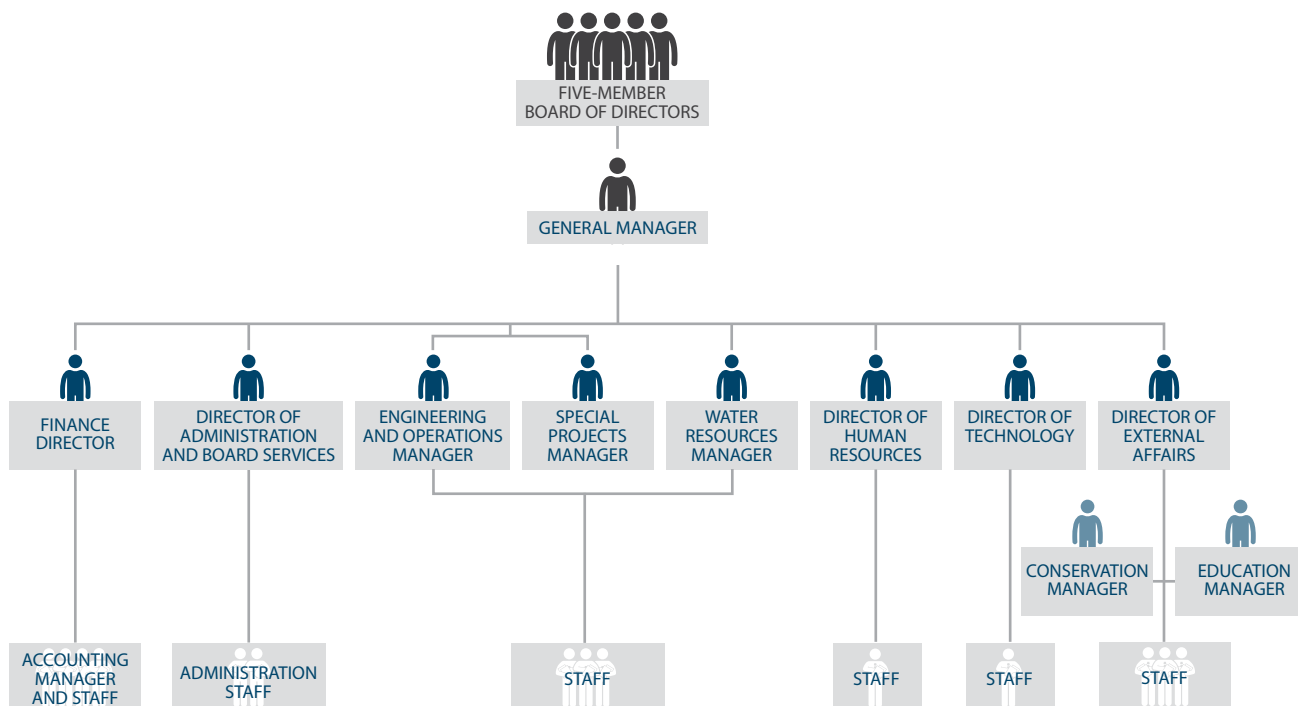 FIVE-MEMBER
BOARD OF DIRECTORS
GENERAL MANAGER
FINANCE
DIRECTOR
DIRECTOR OF
ADMINISTRATION
AND BOARD SERVICES
ENGINEERING
AND OPERATIONS
MANAGER
SPECIAL
PROJECTS
MANAGER
WATER
RESOURCES
MANAGER
DIRECTOR OF
HUMAN
RESOURCES
DIRECTOR OF
TECHNOLOGY
DIRECTOR OF
EXTERNAL
AFFAIRS
CONSERVATION
MANAGER
EDUCATION
MANAGER
ACCOUNTING
MANAGER
AND STAFF
ADMINISTRATION
STAFF
STAFF
STAFF
STAFF
STAFF